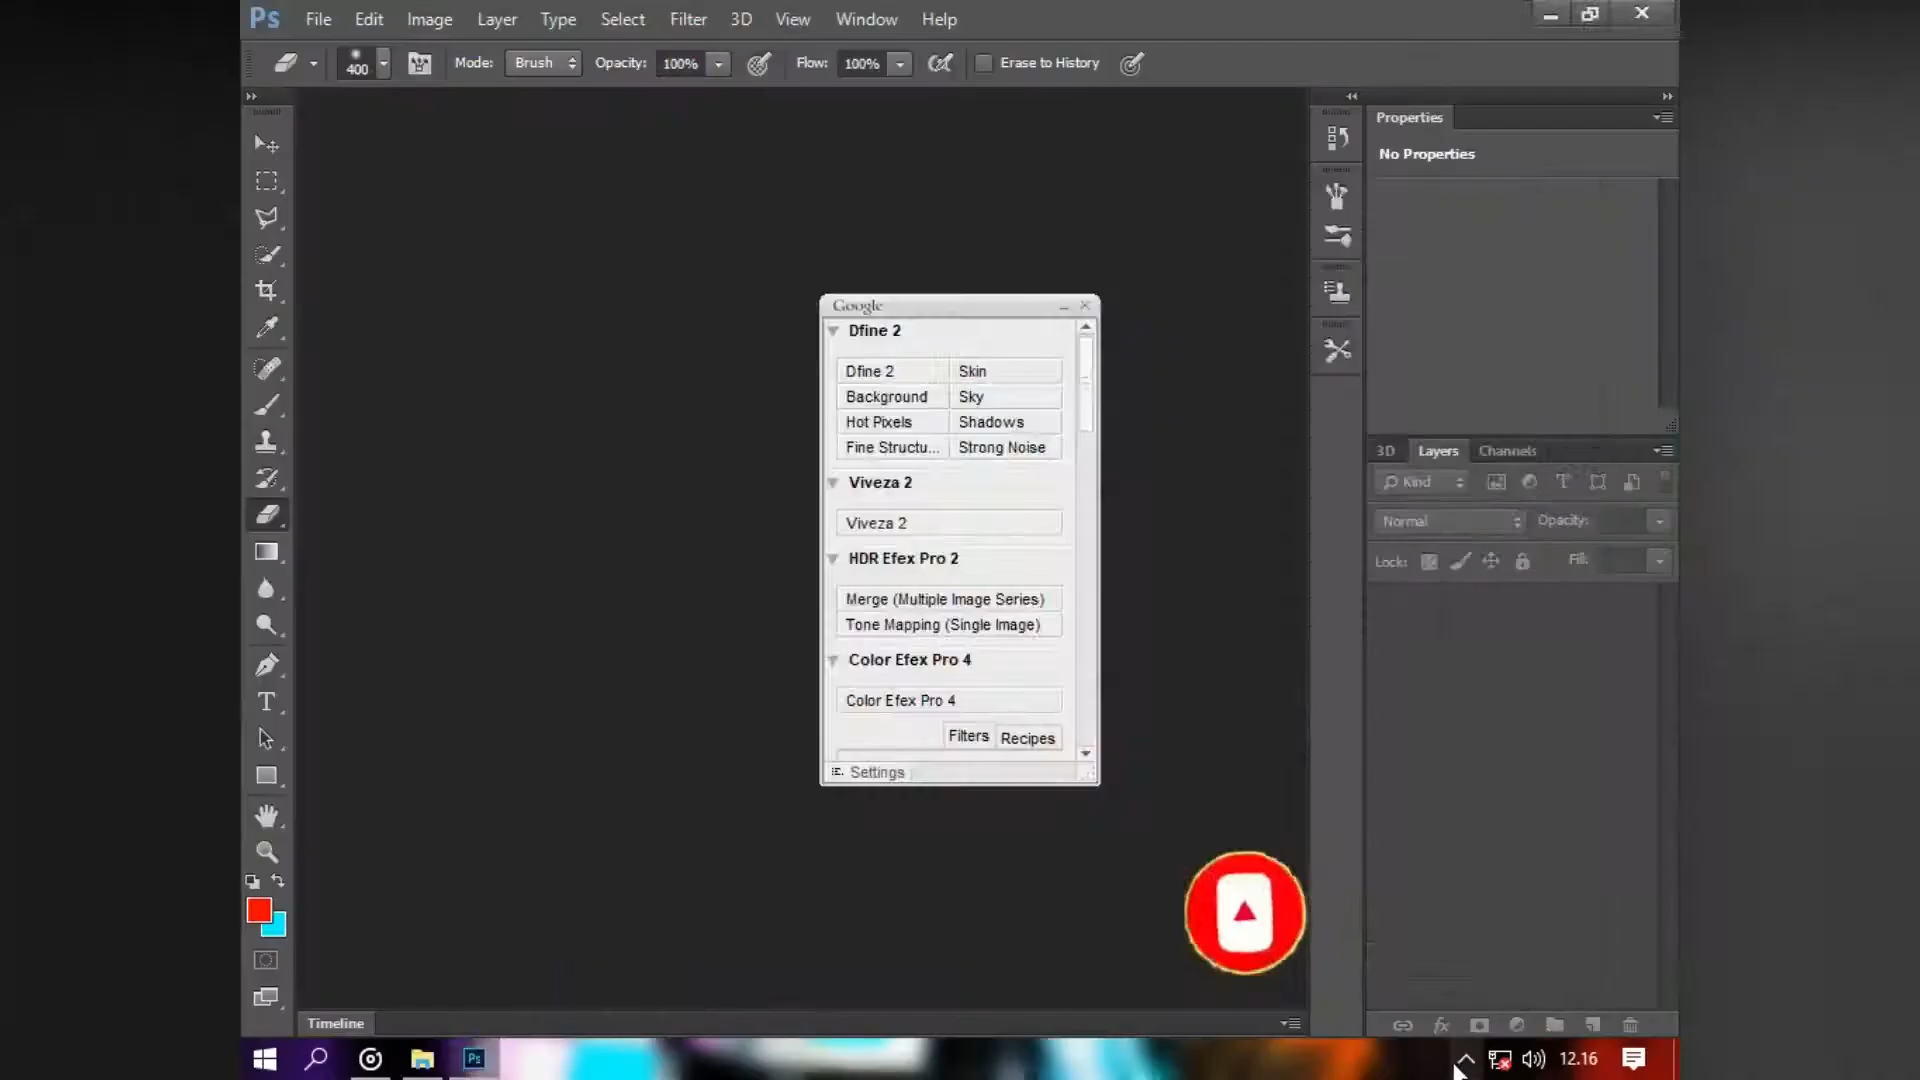 Ps File Edit Image Layer Type Select Filter 3D View Window Help
400 Mode: Brush Opacity: 100% Flow: 100% Erase to History
Properties
No Properties
Google
Dfine 2
Dfine 2 Skin
Background Sky
Hot Pixels Shadows
Fine Structu... Strong Noise
Viveza 2
Viveza 2
HDR Efex Pro 2
Merge (Multiple Image Series)
Tone Mapping (Single Image)
Color Efex Pro 4
Color Efex Pro 4
Filters Recipes
Settings
3D Layers Channels
Kind
Normal Opacity:
Lock: Fill:
T
fx
Timeline
Ps 12.16